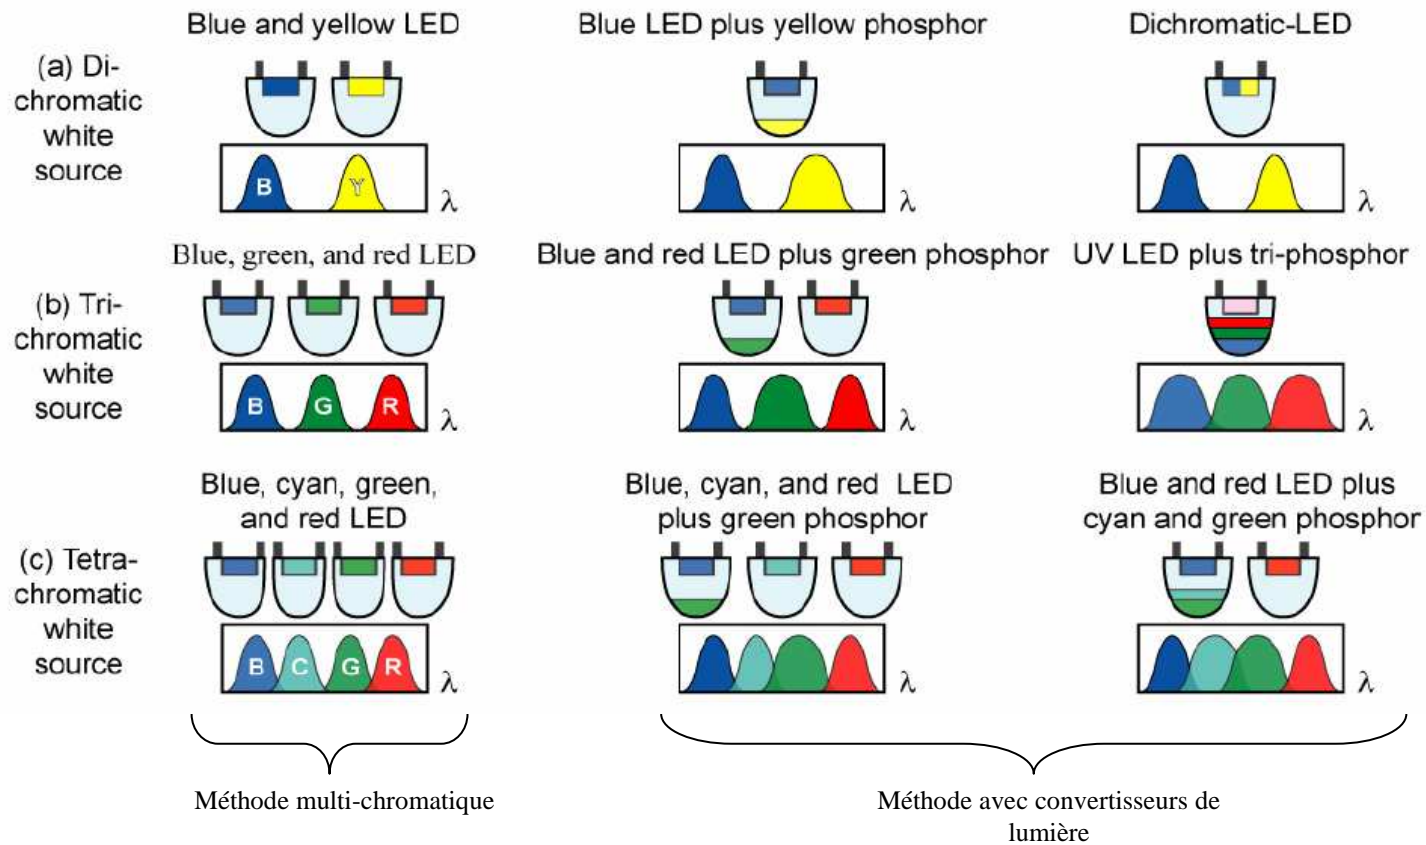 Blue and yellow LED
Blue LED plus yellow phosphor
Dichromatic-LED
(a) Di-
chromatic
white
source
B
Y
λ
λ
λ
Blue, green, and red LED
Blue and red LED plus green phosphor
UV LED plus tri-phosphor
(b) Tri-
chromatic
white
source
B G R
λ
λ
λ
Blue, cyan, green,
and red LED
Blue, cyan, and red LED
plus green phosphor
Blue and red LED plus
cyan and green phosphor
(c) Tetra-
chromatic
white
source
B C G R
λ
λ
λ
Méthode multi-chromatique
Méthode avec convertisseurs de
lumière